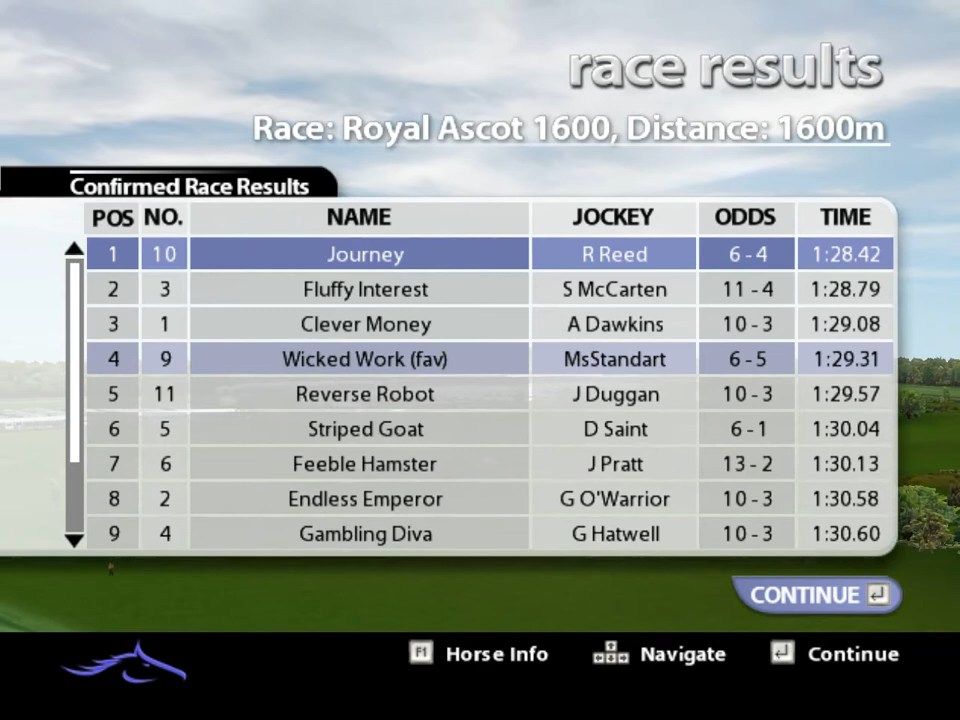 race results
Race: Royal Ascot 1600, Distance: 1600m
Confirmed Race Results
POS NO. NAME JOCKEY ODDS TIME
1 10 Journey R Reed 6 - 4 1:28.42
2 3 Fluffy Interest S McCarten 11 - 4 1:28.79
3 1 Clever Money A Dawkins 10 - 3 1:29.08
4 9 Wicked Work (fav) MsStandart 6 - 5 1:29.31
5 11 Reverse Robot J Duggan 10 - 3 1:29.57
6 5 Striped Goat D Saint 6 - 1 1:30.04
7 6 Feeble Hamster J Pratt 13 - 2 1:30.13
8 2 Endless Emperor G O'Warrior 10 - 3 1:30.58
9 4 Gambling Diva G Hatwell 10 - 3 1:30.60
CONTINUE
F1 Horse Info Navigate Continue